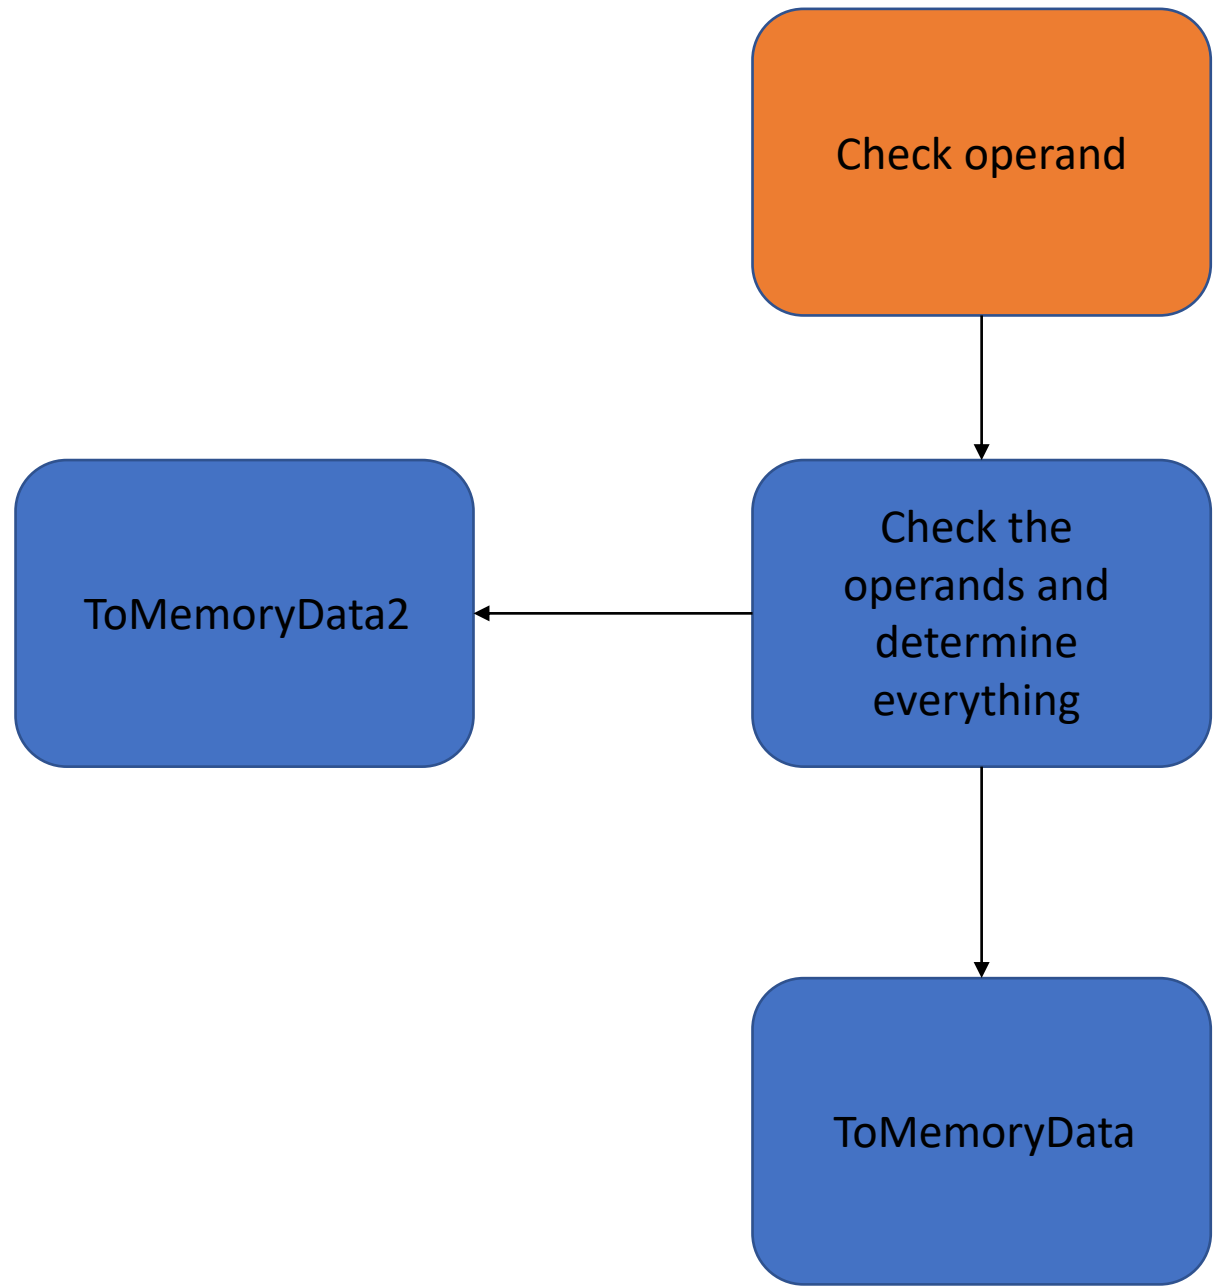 Check operand
Check the
operands and
determine
everything
ToMemoryData2
ToMemoryData